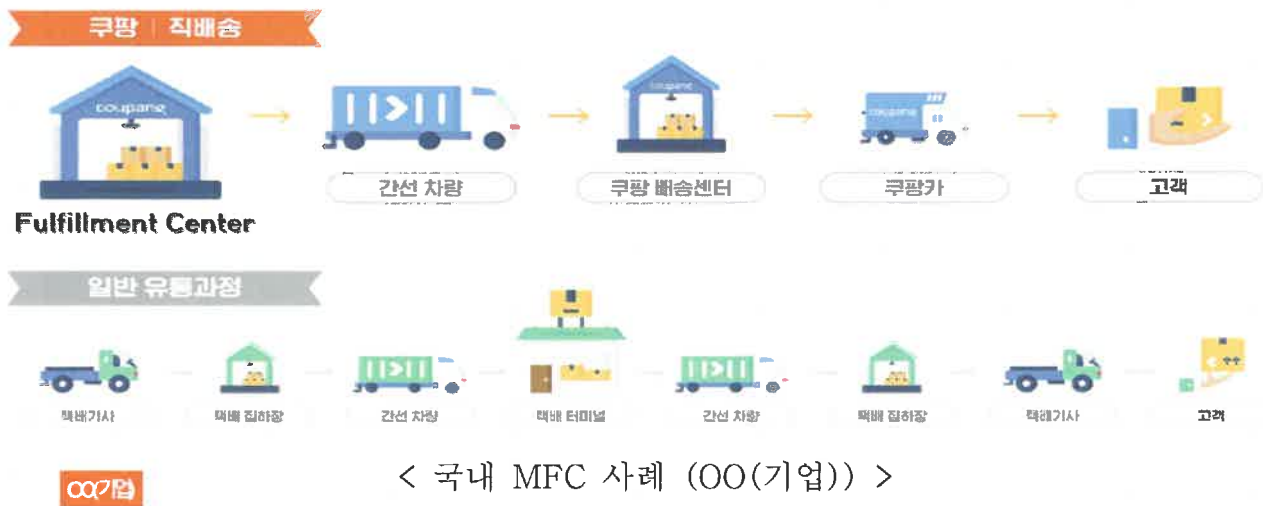 쿠팡 | 직배송
coupang
coupang
coupang
간선 차량
쿠팡 배송센터
쿠팡카
고객
Fulfillment Center
일반 유통과정
택배기사
택배 집하장
간선 차량
택배 터미널
간선 차량
택배 집하장
택배기사
고객
OO(기업)
< 국내 MFC 사례 (OO(기업)) >